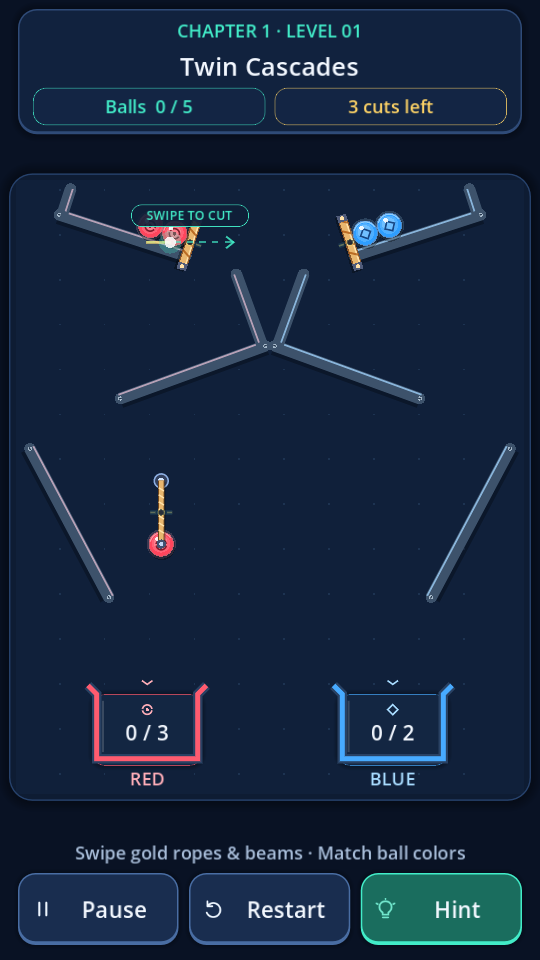 CHAPTER 1 · LEVEL 01
Twin Cascades
Balls 0 / 5
3 cuts left
SWIPE TO CUT
0 / 3
0 / 2
RED
BLUE
Swipe gold ropes & beams · Match ball colors
Pause
Restart
Hint